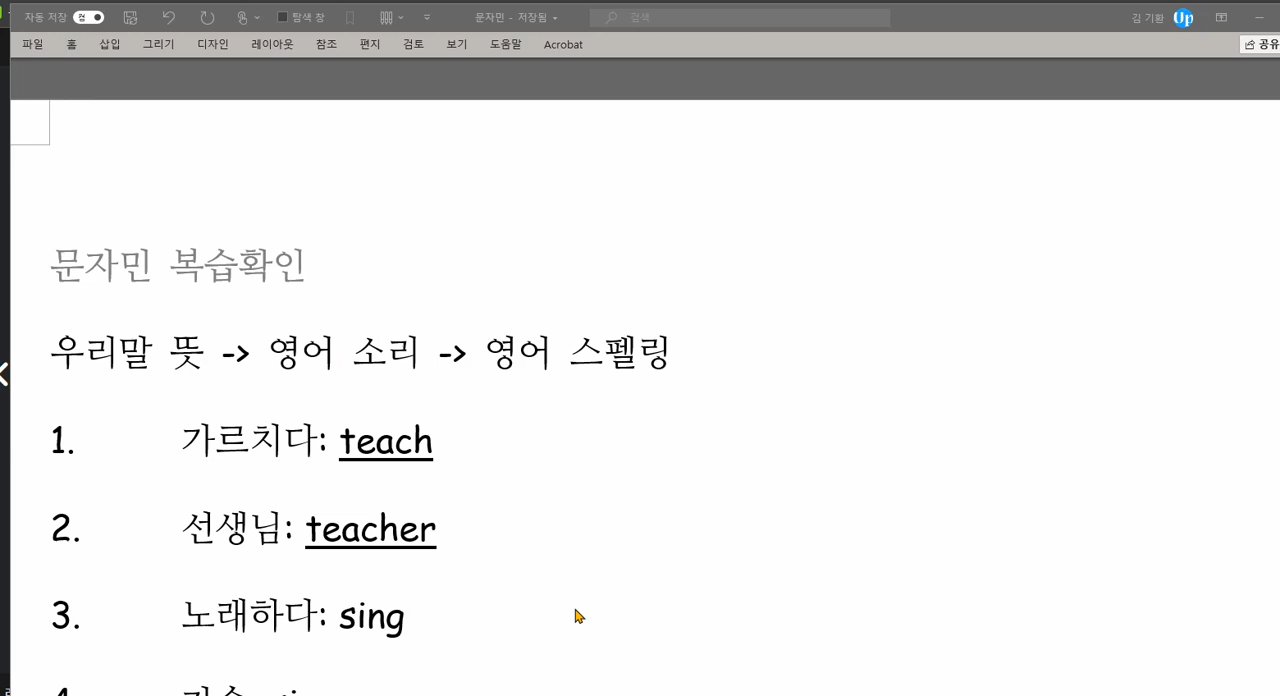 자동 저장 켬 탐색 창 문자민 - 저장됨 검색 김 기환 Up
파일 홈 삽입 그리기 디자인 레이아웃 참조 편지 검토 보기 도움말 Acrobat 공유
문자민 복습확인
우리말 뜻 -> 영어 소리 -> 영어 스펠링
1. 가르치다: teach
2. 선생님: teacher
3. 노래하다: sing